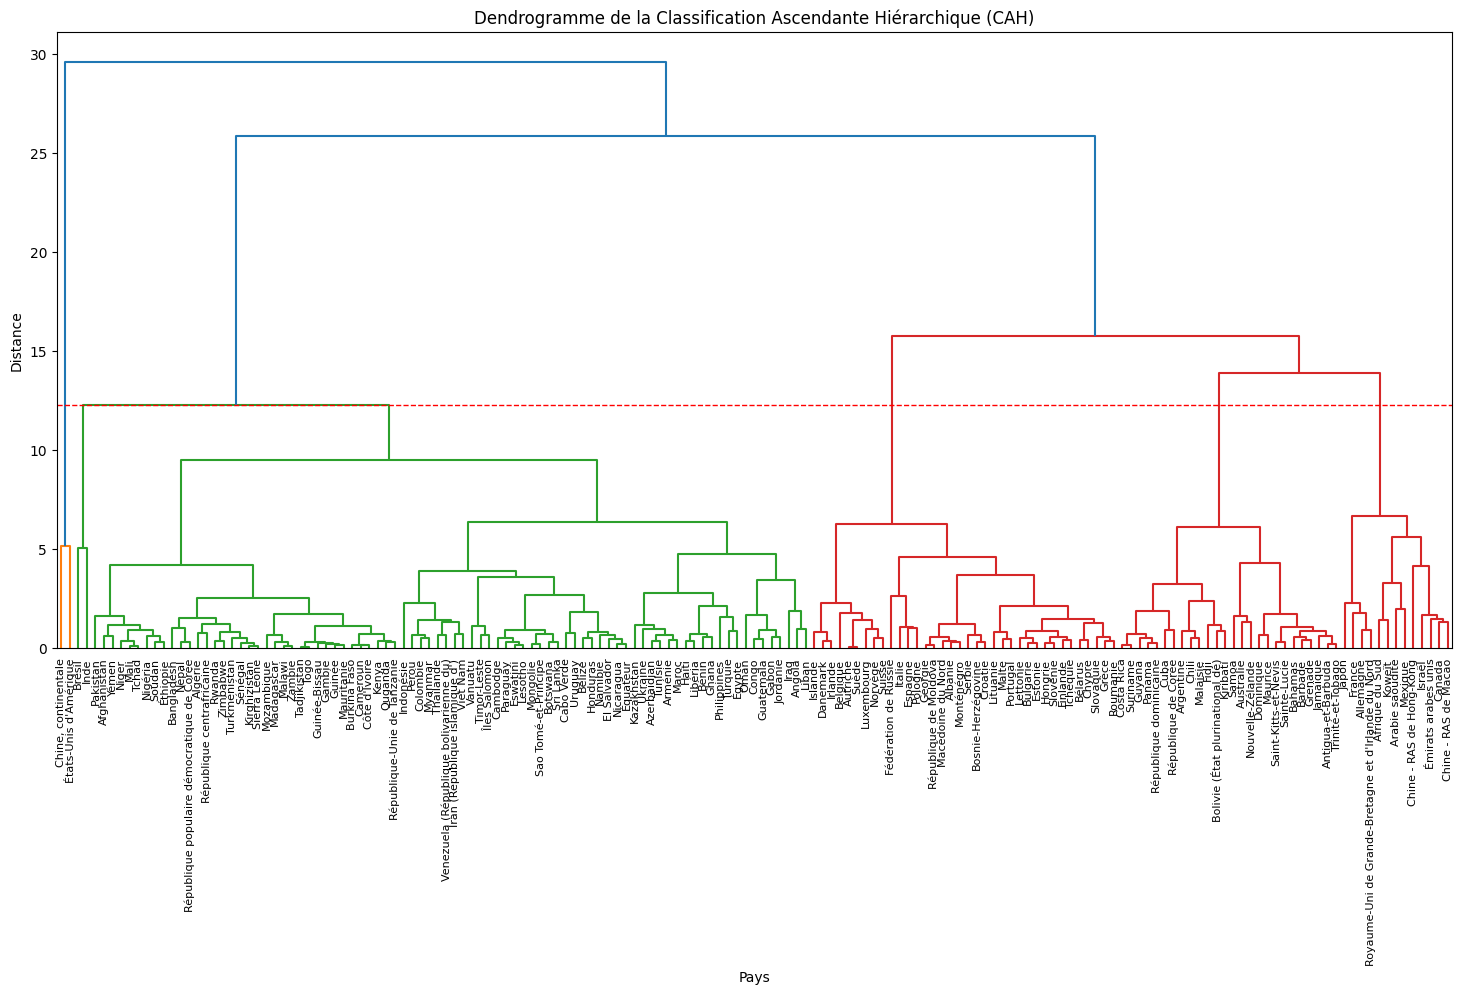 Dendrogramme de la Classification Ascendante Hiérarchique (CAH)
30
25
20
15
10
5
0
Distance
Chine, continentale
États-Unis d'Amérique
Brésil
Inde
Pakistan
Afghanistan
Yémen
Niger
Mali
Tchad
Nigéria
Soudan
Éthiopie
Bangladesh
Népal
République populaire démocratique de Corée
Algérie
République centrafricaine
Rwanda
Zimbabwe
Turkménistan
Sénégal
Kirghizistan
Sierra Leone
Mozambique
Madagascar
Malawi
Zambie
Tadjikistan
Togo
Guinée-Bissau
Gambie
Guinée
Mauritanie
Burkina Faso
Cameroun
Côte d'Ivoire
Kenya
Ouganda
République-Unie de Tanzanie
Indonésie
Pérou
Colombie
Myanmar
Thaïlande
Venezuela (République bolivarienne du)
Iran (République islamique d')
Viet Nam
Vanuatu
Timor-Leste
Îles Salomon
Cambodge
Paraguay
Eswatini
Lesotho
Mongolie
Sao Tomé-et-Principe
Botswana
Sri Lanka
Cabo Verde
Uruguay
Belize
Honduras
Namibie
El Salvador
Nicaragua
Équateur
Kazakhstan
Ukraine
Azerbaïdjan
Tunisie
Arménie
Maroc
Haïti
Libéria
Bénin
Ghana
Philippines
Turquie
Égypte
Oman
Congo
Guatemala
Gabon
Jordanie
Iraq
Angola
Liban
Islande
Danemark
Irlande
Belgique
Autriche
Suède
Luxembourg
Norvège
Suisse
Fédération de Russie
Italie
Espagne
Pologne
Géorgie
République de Moldova
Macédoine du Nord
Albanie
Monténégro
Serbie
Bosnie-Herzégovine
Croatie
Lituanie
Malte
Portugal
Lettonie
Bulgarie
Estonie
Hongrie
Slovénie
Finlande
Tchéquie
Bélarus
Chypre
Slovaquie
Grèce
Roumanie
Costa Rica
Suriname
Guyana
Panama
République dominicaine
Cuba
République de Corée
Argentine
Chili
Malaisie
Fidji
Bolivie (État plurinational de)
Kiribati
Samoa
Australie
Nouvelle-Zélande
Dominique
Maurice
Saint-Kitts-et-Nevis
Sainte-Lucie
Bahamas
Barbade
Grenade
Jamaïque
Antigua-et-Barbuda
Trinité-et-Tobago
Japon
France
Allemagne
Royaume-Uni de Grande-Bretagne et d'Irlande du Nord
Afrique du Sud
Koweït
Arabie saoudite
Mexique
Chine - RAS de Hong-Kong
Israël
Émirats arabes unis
Canada
Chine - RAS de Macao
Pays